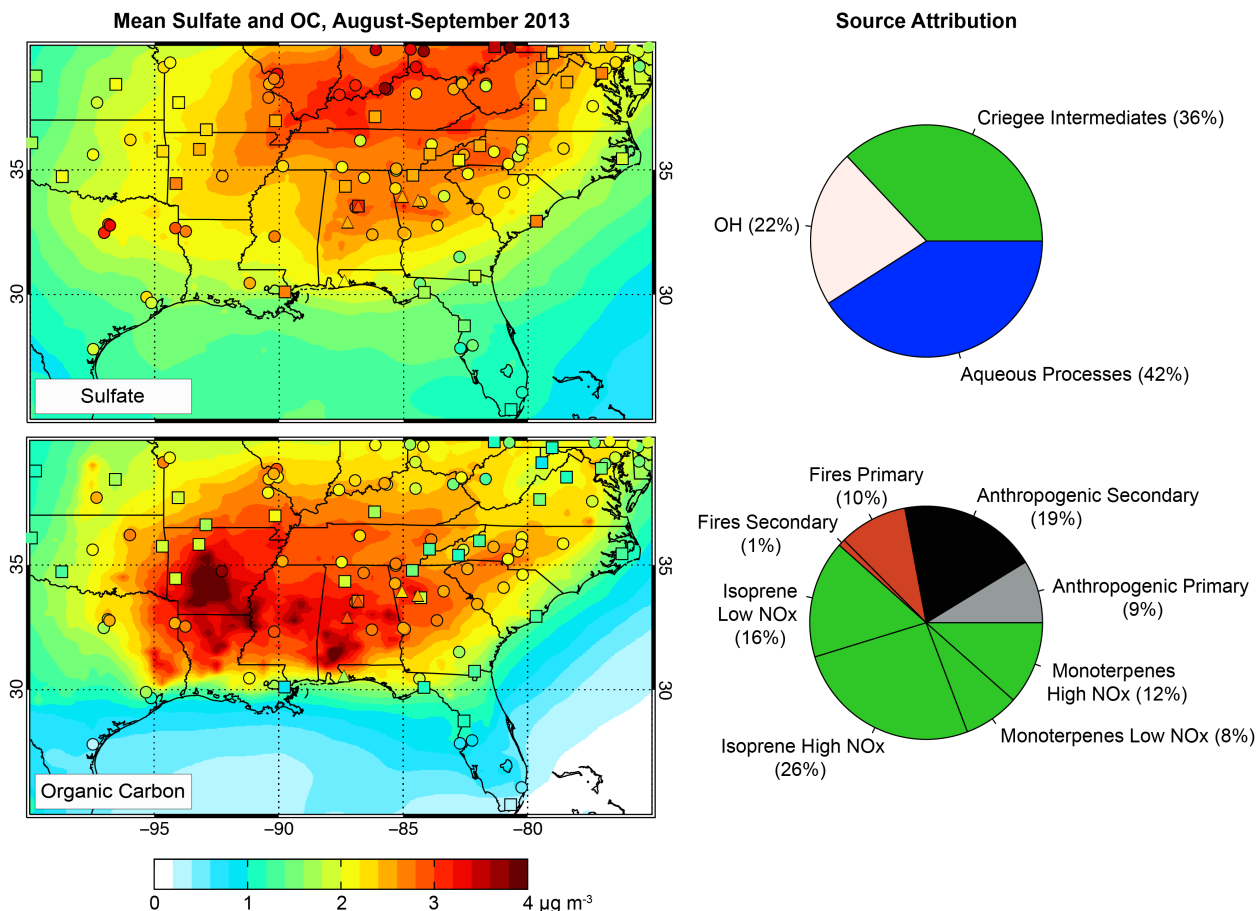 Mean Sulfate and OC, August-September 2013
Source Attribution
35
30
35
30
Sulfate
Criegee Intermediates (36%)
OH (22%)
Aqueous Processes (42%)
35
30
35
30
Organic Carbon
−95
−90
−85
−80
0
1
2
3
4 µg m-3
Fires Primary
(10%)
Anthropogenic Secondary
(19%)
Fires Secondary
(1%)
Anthropogenic Primary
(9%)
Isoprene
Low NOx
(16%)
Monoterpenes
High NOx (12%)
Monoterpenes Low NOx (8%)
Isoprene High NOx
(26%)